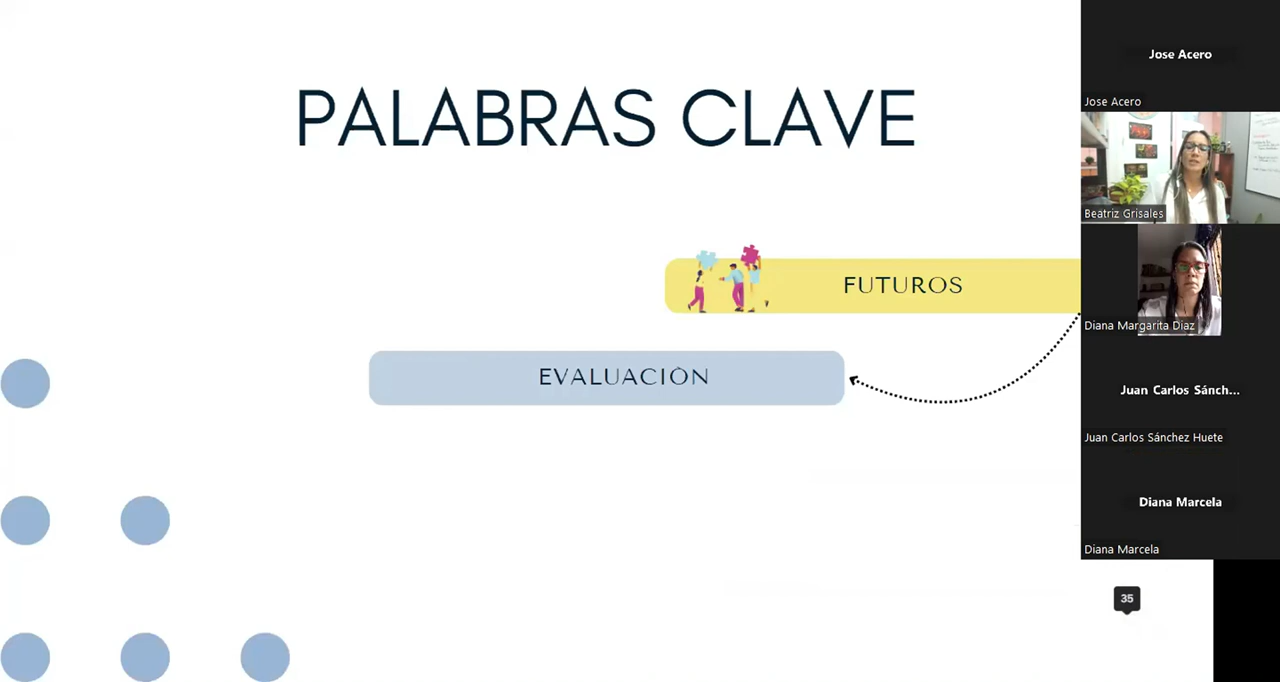 PALABRAS CLAVE
FUTUROS
EVALUACIÓN
Jose Acero
Jose Acero
Beatriz Grisales
Diana Margarita Diaz
Juan Carlos Sánch...
Juan Carlos Sánchez Huete
Diana Marcela
Diana Marcela
35